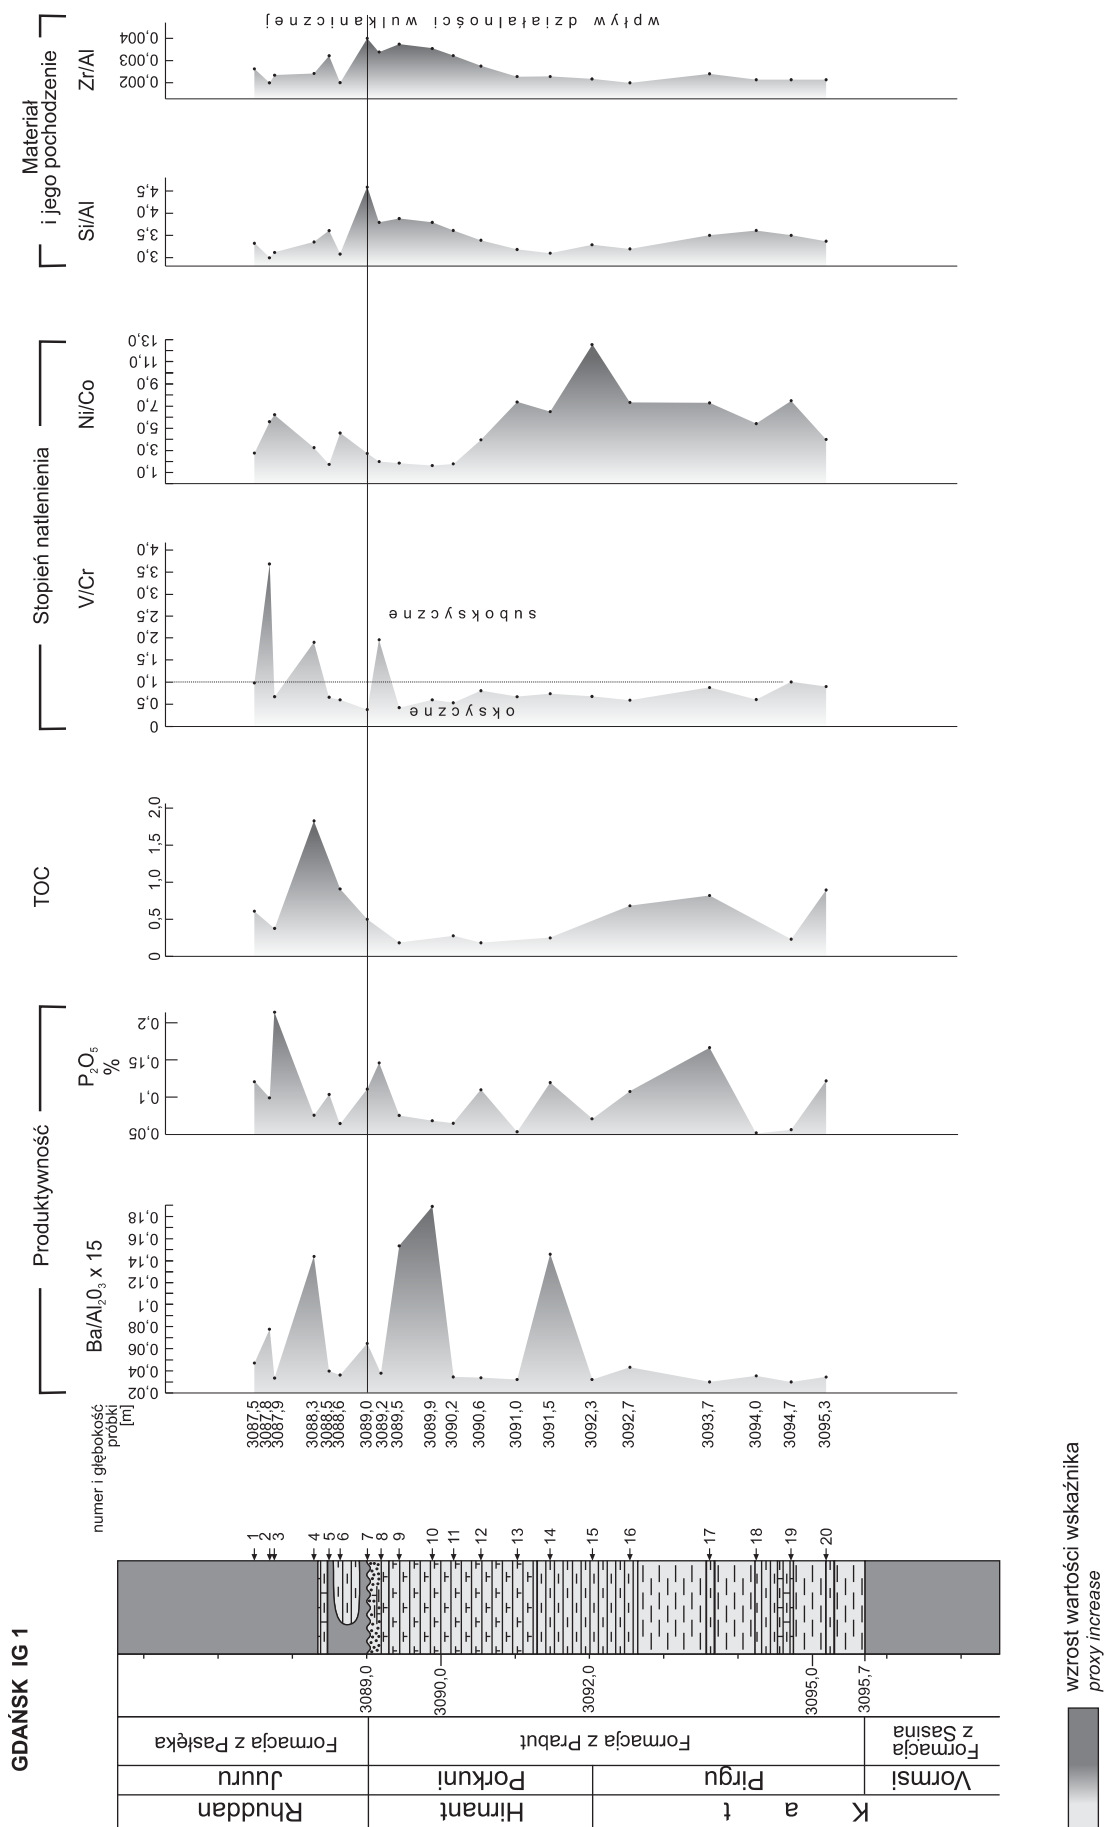 GDAŃSK IG 1
Rhuddan
Hirnant
K a t
Juuru
Porkuni
Pirgu
Vormsi
Formacja z Pasłęka
Formacja z Prabut
Formacja
z Sasina
3089,0
3090,0
3092,0
3095,0
3095,7
1
2
3
4
5
6
7
8
9
10
11
12
13
14
15
16
17
18
19
20
numer i głębokość
próbki
[m]
3087,5
3087,8
3087,9
3088,3
3088,5
3088,6
3089,0
3089,2
3089,5
3089,9
3090,2
3090,6
3091,0
3091,5
3092,3
3092,7
3093,7
3094,0
3094,7
3095,3
Produktywność
Ba/Al₂0₃ x 15
0,02
0,04
0,06
0,08
0,1
0,12
0,14
0,16
0,18
P₂O₅
%
0,05
0,1
0,15
0,2
TOC
0
0,5
1,0
1,5
2,0
Stopień natlenienia
V/Cr
0
0,5
1,0
1,5
2,0
2,5
3,0
3,5
4,0
oksyczne
suboksyczne
Ni/Co
1,0
3,0
5,0
7,0
9,0
11,0
13,0
Materiał
i jego pochodzenie
Si/Al
3,0
3,5
4,0
4,5
Zr/Al
0,002
0,003
0,004
wpływ działalności wulkanicznej
wzrost wartości wskaźnika
proxy increase